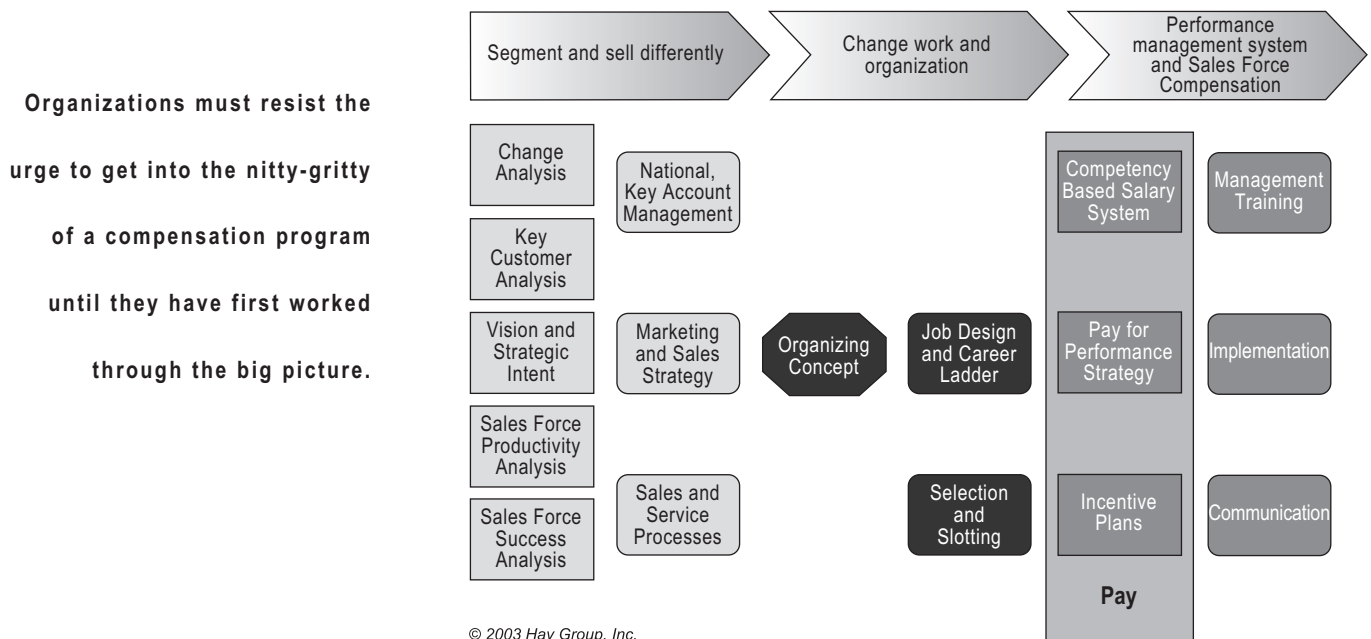 Organizations must resist the
urge to get into the nitty-gritty
of a compensation program
until they have first worked
through the big picture.
Segment and sell differently
Change work and
organization
Performance
management system
and Sales Force
Compensation
Change
Analysis
Key
Customer
Analysis
Vision and
Strategic
Intent
Sales Force
Productivity
Analysis
Sales Force
Success
Analysis
National,
Key Account
Management
Marketing
and Sales
Strategy
Sales and
Service
Processes
Organizing
Concept
Job Design
and Career
Ladder
Selection
and
Slotting
Competency
Based Salary
System
Pay for
Performance
Strategy
Incentive
Plans
Pay
Management
Training
Implementation
Communication
© 2003 Hay Group, Inc.